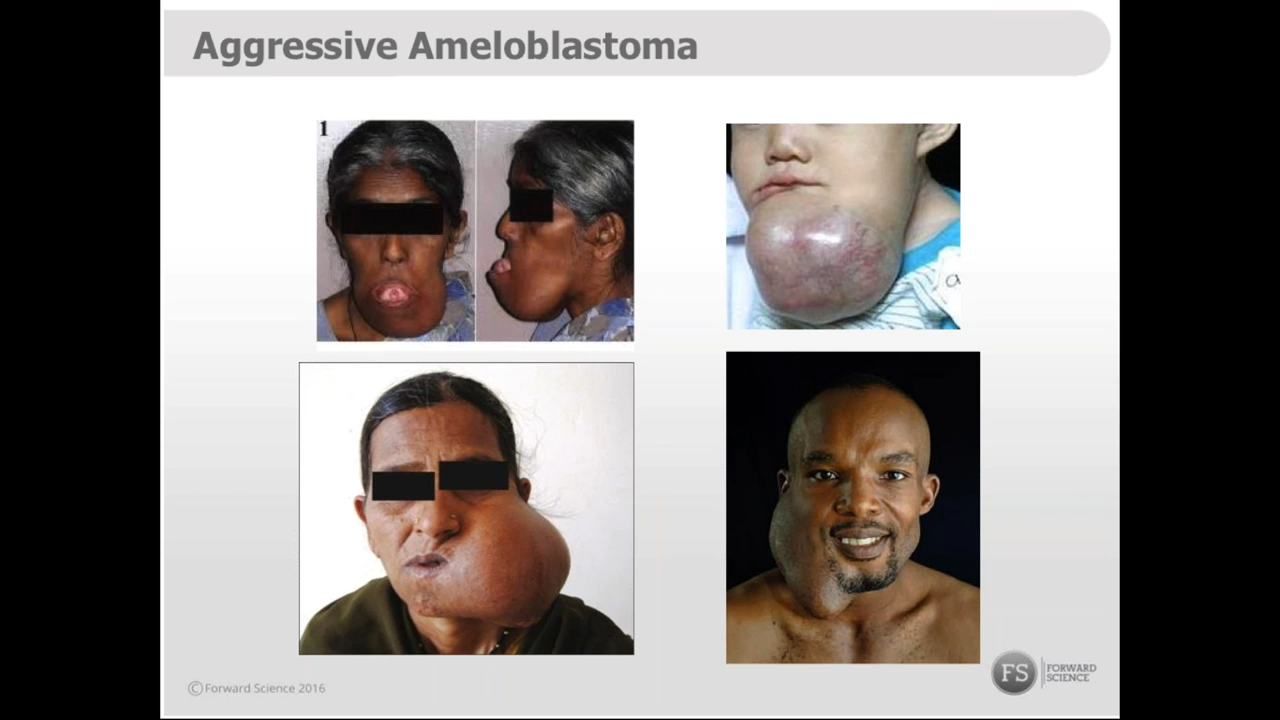 Aggressive Ameloblastoma
1
©Forward Science 2016
FS
FORWARD
SCIENCE